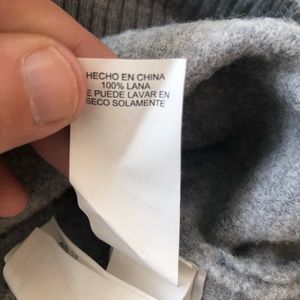 HECHO EN CHINA
100% LANA
E PUEDE LAVAR EN
SECO SOLAMENTE